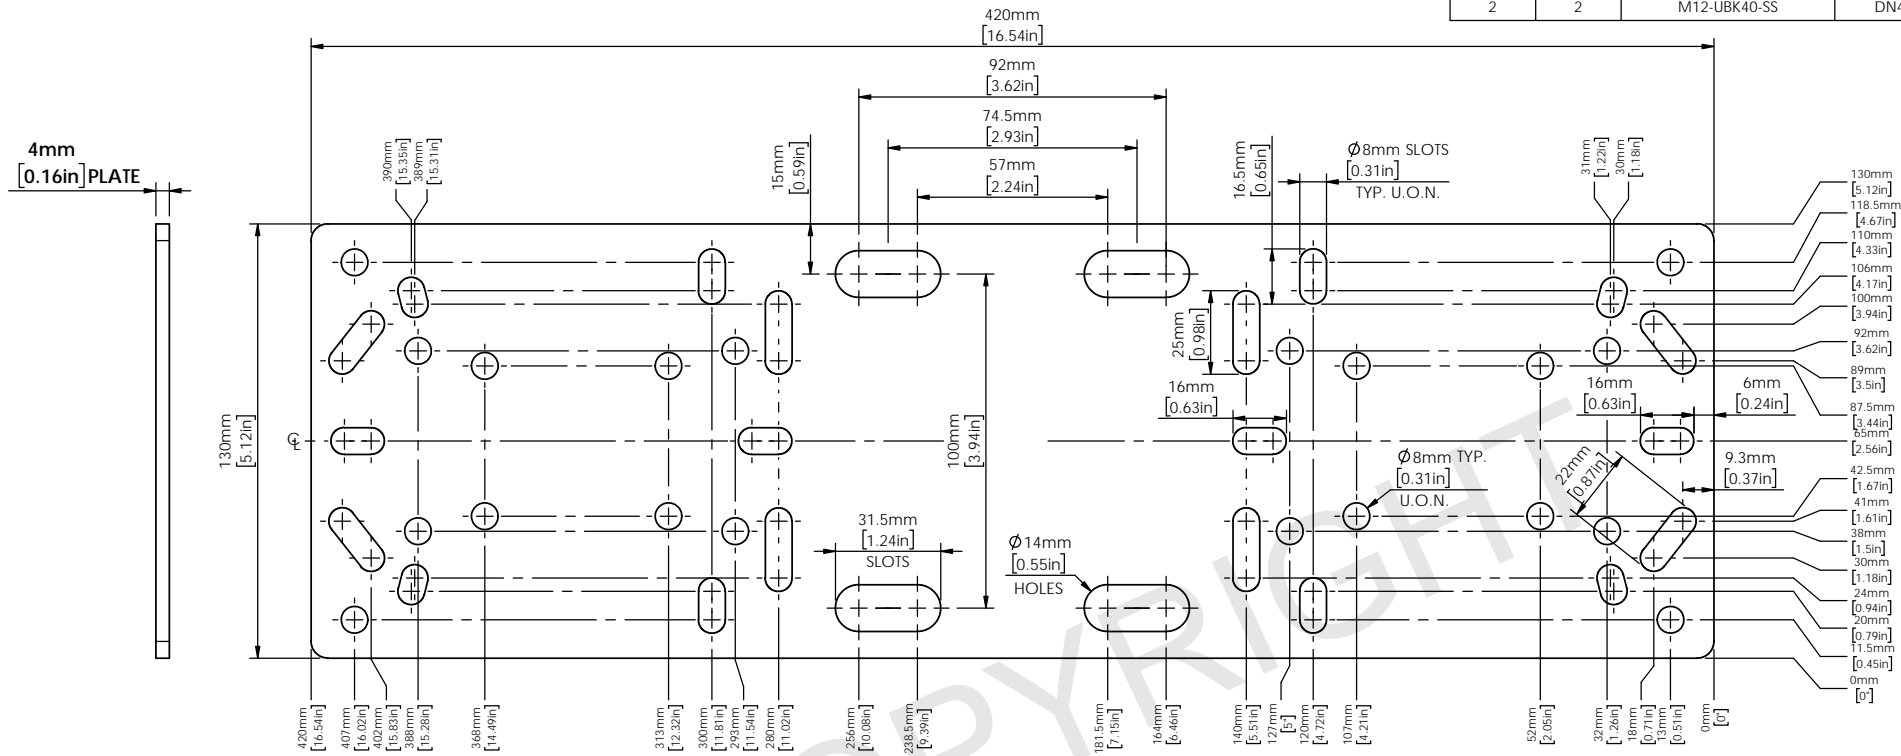 2 2 M12-UBK40-SS DN4
420mm
[16.54in]
92mm
[3.62in]
74.5mm
[2.93in]
57mm
[2.24in]
4mm
[0.16in] PLATE
390mm
[15.35in]
389mm
[15.31in]
15mm
[0.59in]
16.5mm
[0.65in]
Ø8mm SLOTS
[0.31in]
TYP. U.O.N.
31mm
[1.22in]
30mm
[1.18in]
130mm
[5.12in]
118.5mm
[4.67in]
110mm
[4.33in]
106mm
[4.17in]
100mm
[3.94in]
92mm
[3.62in]
89mm
[3.5in]
87.5mm
[3.44in]
65mm
[2.56in]
42.5mm
[1.67in]
41mm
[1.61in]
38mm
[1.5in]
30mm
[1.18in]
24mm
[0.94in]
20mm
[0.79in]
11.5mm
[0.45in]
0mm
[0"]
25mm
[0.98in]
16mm
[0.63in]
16mm
[0.63in]
6mm
[0.24in]
130mm
[5.12in]
CL
100mm
[3.94in]
Ø8mm TYP.
[0.31in]
U.O.N.
22mm
[0.87in]
9.3mm
[0.37in]
31.5mm
[1.24in]
SLOTS
Ø14mm
[0.55in]
HOLES
420mm
[16.54in]
407mm
[16.02in]
402mm
[15.83in]
388mm
[15.28in]
368mm
[14.49in]
313mm
[12.32in]
300mm
[11.81in]
293mm
[11.54in]
280mm
[11.02in]
256mm
[10.08in]
238.5mm
[9.39in]
181.5mm
[7.15in]
164mm
[6.46in]
140mm
[5.51in]
127mm
[5"]
120mm
[4.72in]
107mm
[4.21in]
52mm
[2.05in]
32mm
[1.26in]
18mm
[0.71in]
13mm
[0.51in]
0mm
[0"]
OPYRIGHT